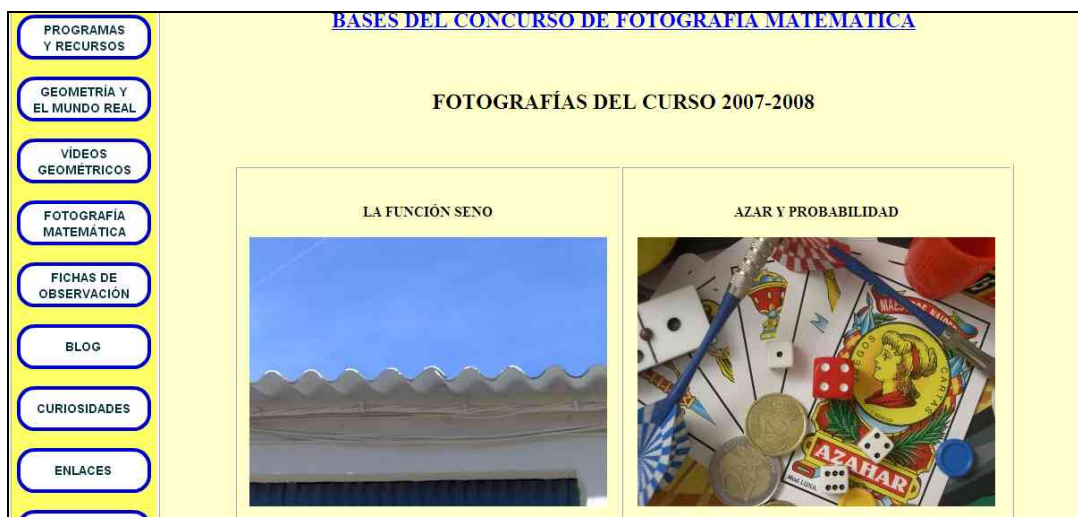 BASES DEL CONCURSO DE FOTOGRAFÍA MATEMÁTICA
PROGRAMAS
Y RECURSOS
GEOMETRÍA Y
EL MUNDO REAL
VÍDEOS
GEOMÉTRICOS
FOTOGRAFÍA
MATEMÁTICA
FICHAS DE
OBSERVACIÓN
BLOG
CURIOSIDADES
ENLACES
FOTOGRAFÍAS DEL CURSO 2007-2008
LA FUNCIÓN SENO
AZAR Y PROBABILIDAD
CARTAS
AZAHAR